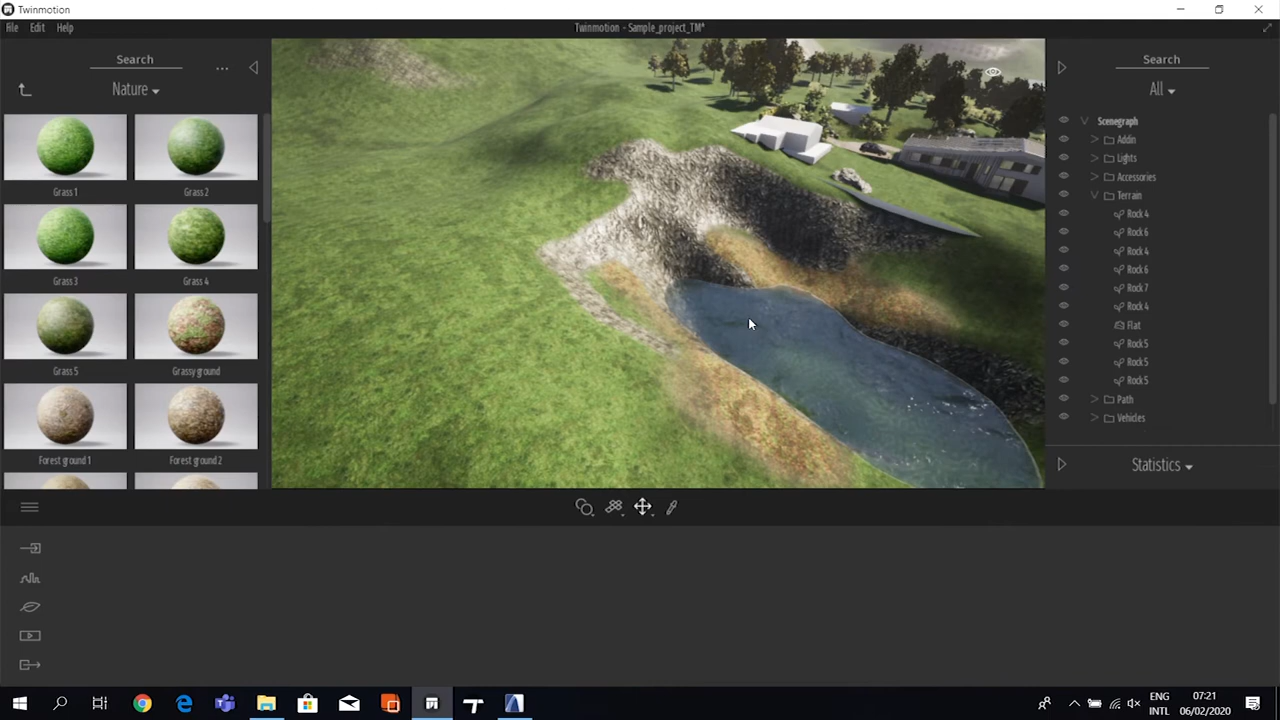 Twinmotion
File Edit Help
Twinmotion - Sample_project_TM*
Search
...
Nature
Grass 1
Grass 2
Grass 3
Grass 4
Grass 5
Grassy ground
Forest ground 1
Forest ground 2
Search
All
Scenegraph
Addin
Lights
Accessories
Terrain
Rock 4
Rock 6
Rock 4
Rock 6
Rock 7
Rock 4
Flat
Rock 5
Rock 5
Rock 5
Path
Vehicles
Statistics
ENG
INTL
07:21
06/02/2020